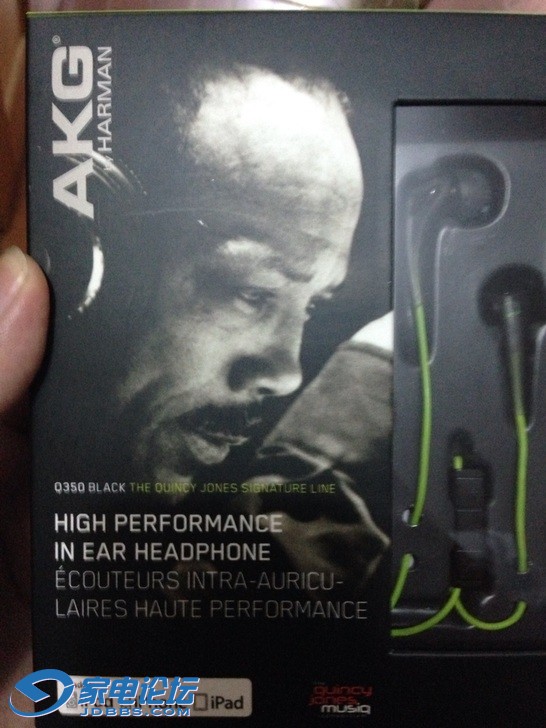 AKG®
HARMAN
Q350 BLACK THE QUINCY JONES SIGNATURE LINE
HIGH PERFORMANCE
IN EAR HEADPHONE
ÉCOUTEURS INTRA-AURICU-
LAIRES HAUTE PERFORMANCE
家电论坛
JDBBS.COM
iPad
quincy
jones
musiq